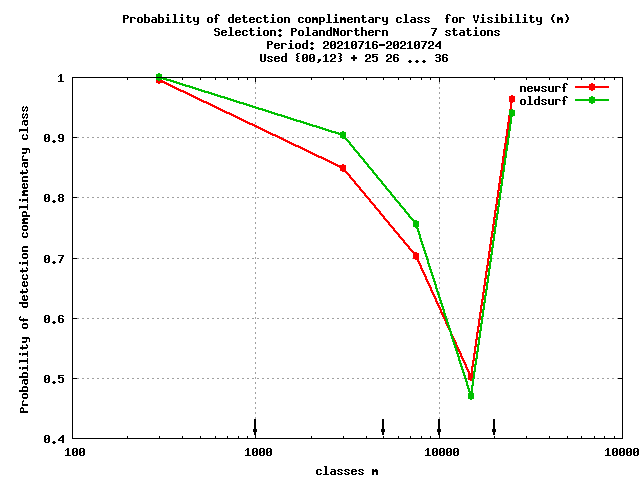 Probability of detection complimentary class  for Visibility (m)
Selection: PolandNorthern      7 stations
Period: 20210716-20210724
Used {00,12} + 25 26 ... 36
newsurf
oldsurf
Probability of detection complimentary class
1
0.9
0.8
0.7
0.6
0.5
0.4
100
1000
10000
10000
classes m